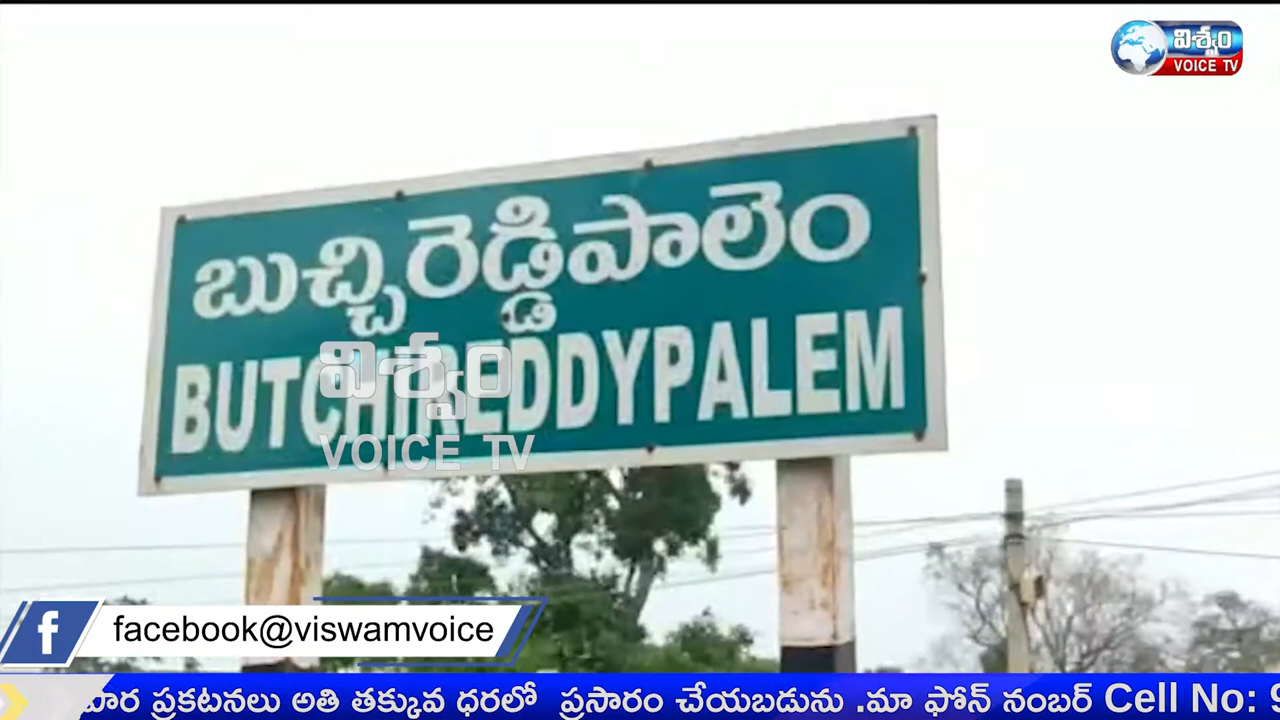 విశ్వం
VOICE TV
బుచ్చిరెడ్డిపాలెం
BUTCHIREDDYPALEM
విశ్వం
VOICE TV
facebook@viswamvoice
ప్రకటనలు అతి తక్కువ ధరలో ప్రసారం చేయబడును .మా ఫోన్ నంబర్ Cell No: